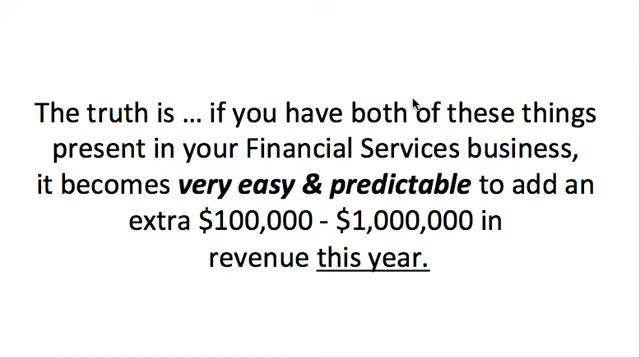 The truth is ... if you have both of these things
present in your Financial Services business,
it becomes very easy & predictable to add an
extra $100,000 - $1,000,000 in
revenue this year.